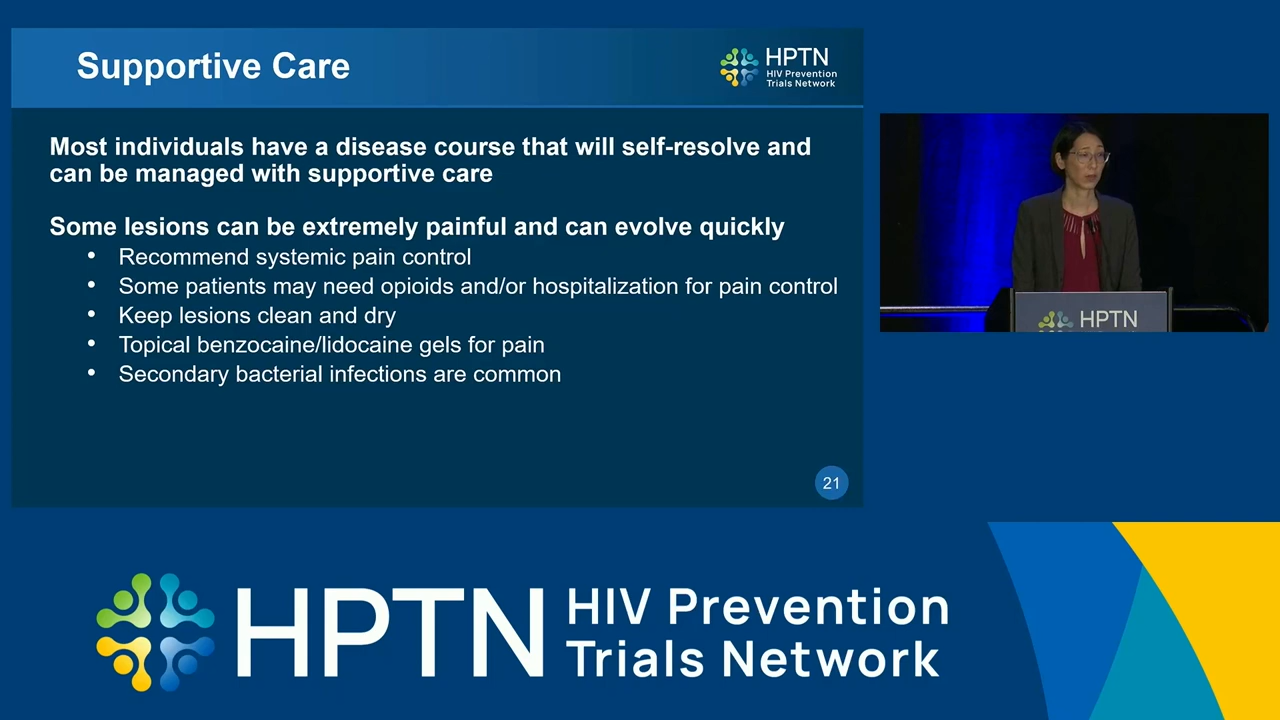 Supportive Care
HPTN
HIV Prevention
Trials Network
Most individuals have a disease course that will self-resolve and
can be managed with supportive care
Some lesions can be extremely painful and can evolve quickly
• Recommend systemic pain control
• Some patients may need opioids and/or hospitalization for pain control
• Keep lesions clean and dry
• Topical benzocaine/lidocaine gels for pain
• Secondary bacterial infections are common
21
HPTN
HPTN
HIV Prevention
Trials Network